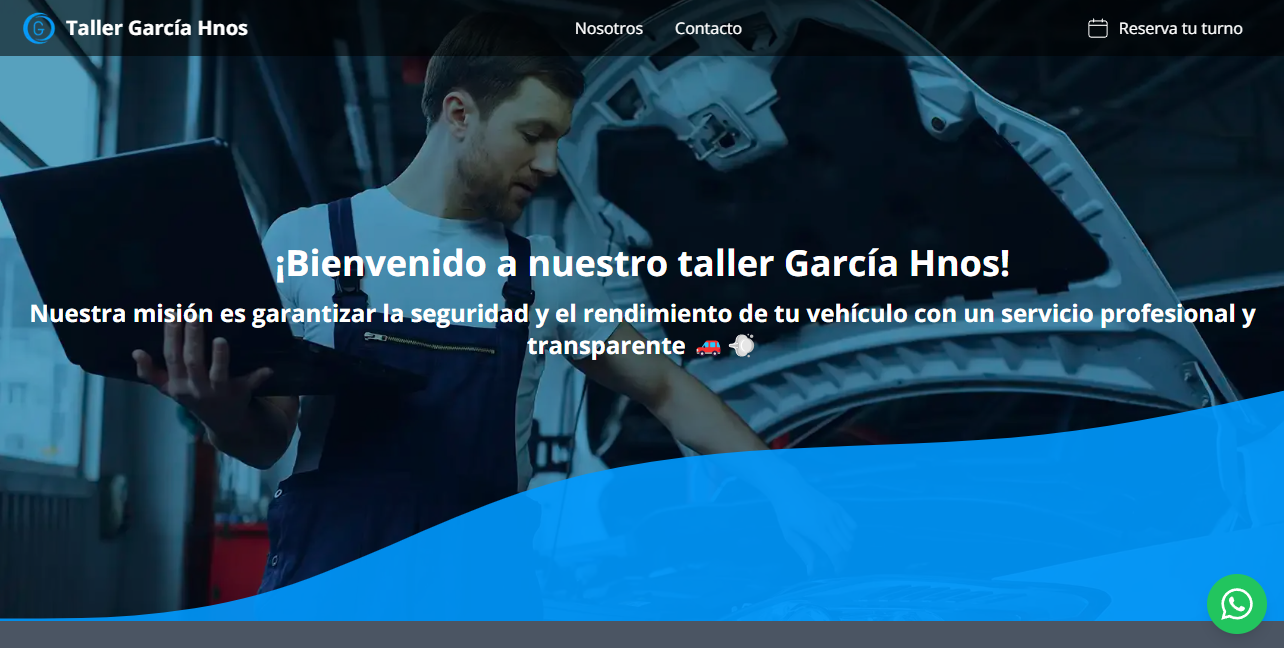 G
Taller García Hnos
Nosotros
Contacto
Reserva tu turno
¡Bienvenido a nuestro taller García Hnos!
Nuestra misión es garantizar la seguridad y el rendimiento de tu vehículo con un servicio profesional y
transparente 🚗 💨